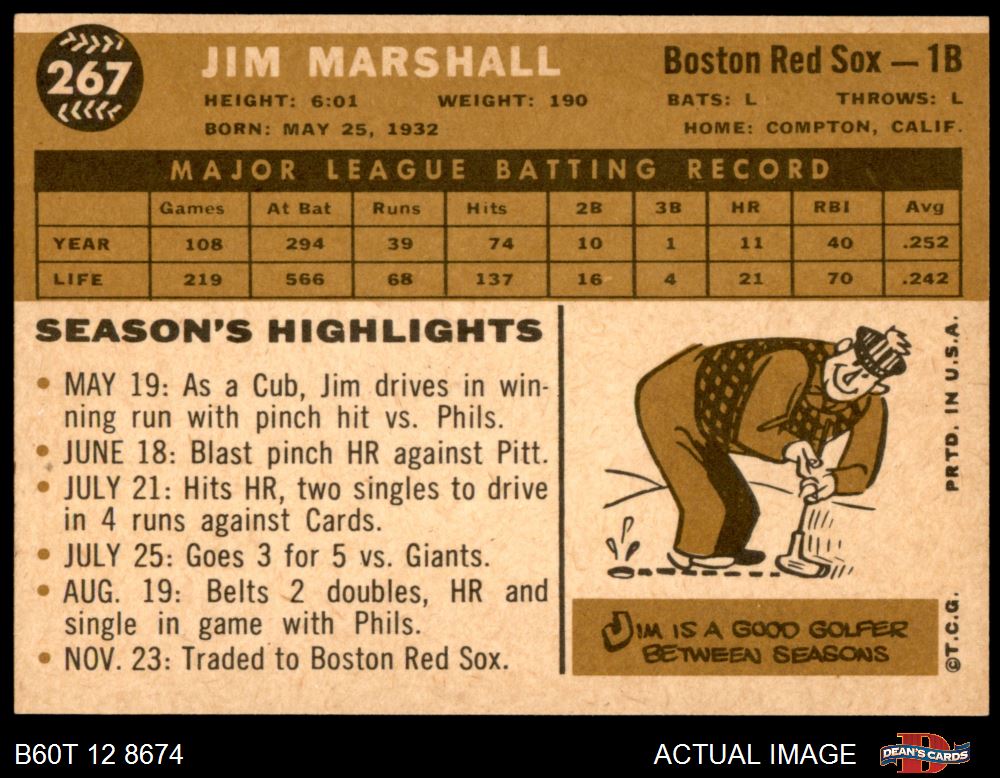 267
JIM MARSHALL
Boston Red Sox — 1B
HEIGHT: 6:01 WEIGHT: 190 BATS: L THROWS: L
BORN: MAY 25, 1932 HOME: COMPTON, CALIF.
MAJOR LEAGUE BATTING RECORD
Games At Bat Runs Hits 2B 3B HR RBI Avg
YEAR 108 294 39 74 10 1 11 40 .252
LIFE 219 566 68 137 16 4 21 70 .242
SEASON'S HIGHLIGHTS
• MAY 19: As a Cub, Jim drives in win-
ning run with pinch hit vs. Phils.
• JUNE 18: Blast pinch HR against Pitt.
• JULY 21: Hits HR, two singles to drive
in 4 runs against Cards.
• JULY 25: Goes 3 for 5 vs. Giants.
• AUG. 19: Belts 2 doubles, HR and
single in game with Phils.
• NOV. 23: Traded to Boston Red Sox.
JIM IS A GOOD GOLFER
BETWEEN SEASONS
©T.C.G. PRTD. IN U.S.A.
B60T 12 8674
ACTUAL IMAGE
DEAN'S CARDS